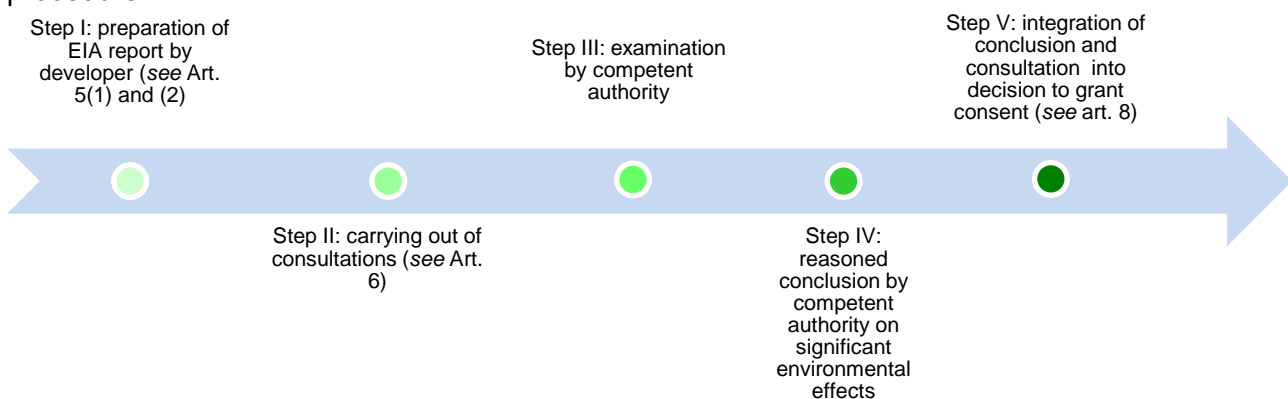 Step I: preparation of
EIA report by
developer (see Art.
5(1) and (2)
Step II: carrying out of
consultations (see Art.
6)
Step III: examination
by competent
authority
Step IV:
reasoned
conclusion by
competent
authority on
significant
environmental
effects
Step V: integration of
conclusion and
consultation into
decision to grant
consent (see art. 8)